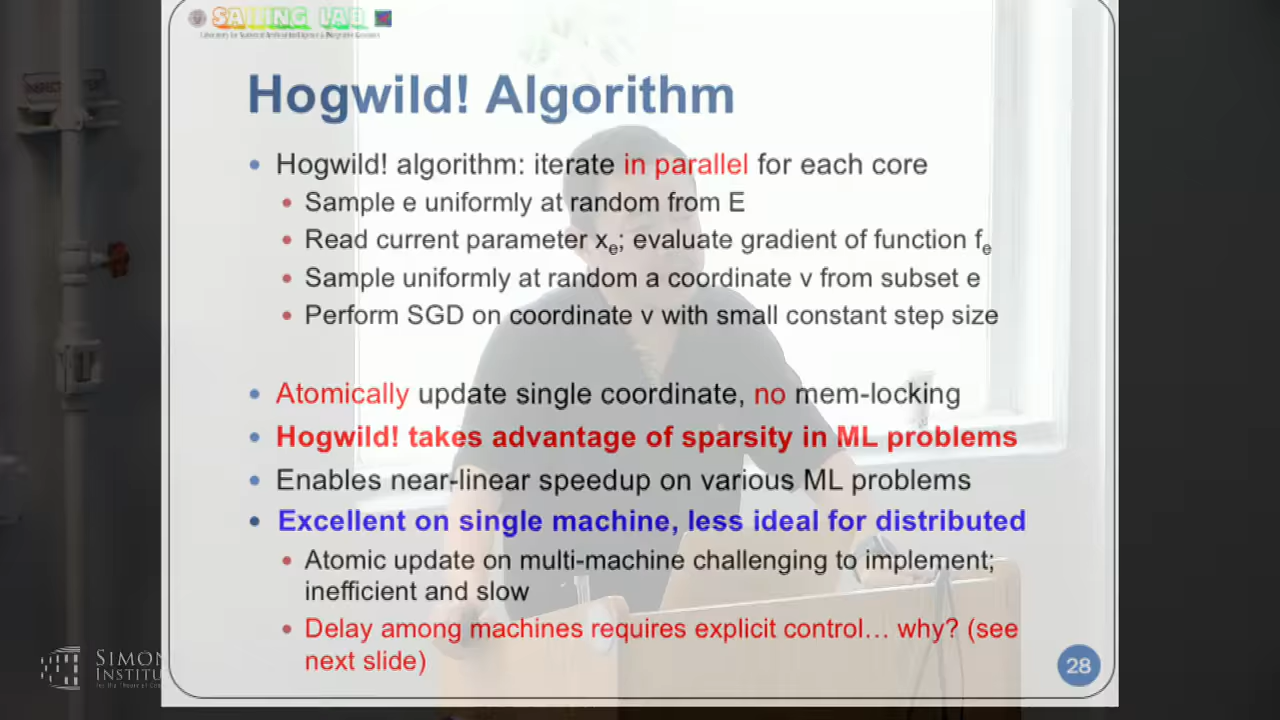 SAILING LAB
Hogwild! Algorithm
• Hogwild! algorithm: iterate in parallel for each core
• Sample e uniformly at random from E
• Read current parameter xe; evaluate gradient of function fe
• Sample uniformly at random a coordinate v from subset e
• Perform SGD on coordinate v with small constant step size
• Atomically update single coordinate, no mem-locking
• Hogwild! takes advantage of sparsity in ML problems
• Enables near-linear speedup on various ML problems
• Excellent on single machine, less ideal for distributed
• Atomic update on multi-machine challenging to implement;
inefficient and slow
• Delay among machines requires explicit control… why? (see
next slide)
28
SIMON
INSTITU